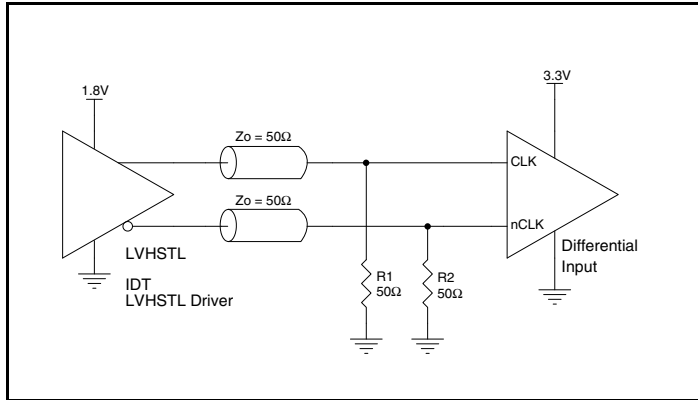 1.8V
3.3V
Zo = 50Ω
CLK
Zo = 50Ω
nCLK
LVHSTL
IDT
LVHSTL Driver
R1
50Ω
R2
50Ω
Differential
Input